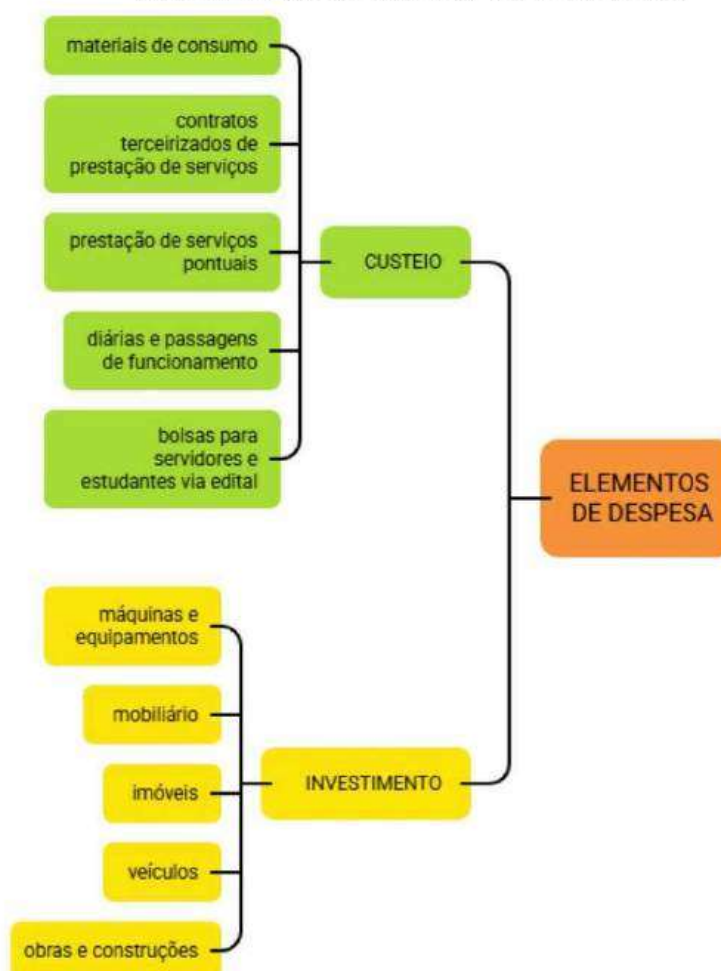 materiais de consumo
contratos
terceirizados de
prestação de serviços
prestação de serviços
pontuais
CUSTEIO
diárias e passagens
de funcionamento
bolsas para
servidores e
estudantes via edital
ELEMENTOS
DE DESPESA
máquinas e
equipamentos
mobiliário
INVESTIMENTO
imóveis
veículos
obras e construções